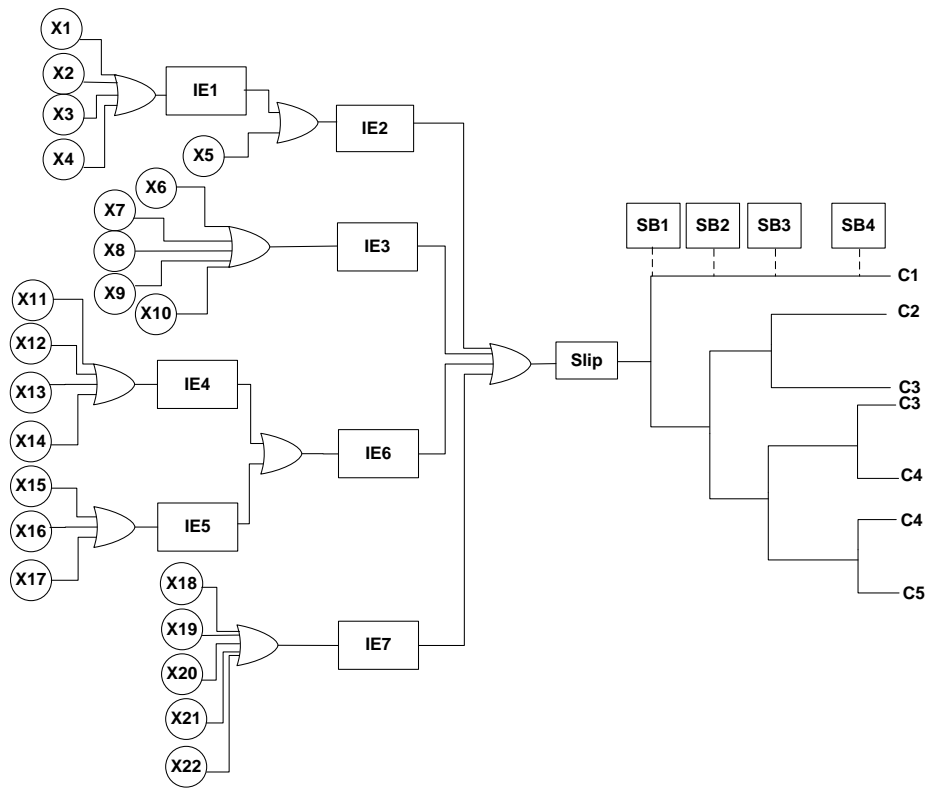 X1
X2
X3
X4
IE1
X5
IE2
X6
X7
X8
X9
X10
IE3
X11
X12
X13
X14
IE4
X15
X16
X17
IE5
IE6
X18
X19
X20
X21
X22
IE7
Slip
SB1
SB2
SB3
SB4
C1
C2
C3
C3
C4
C4
C5